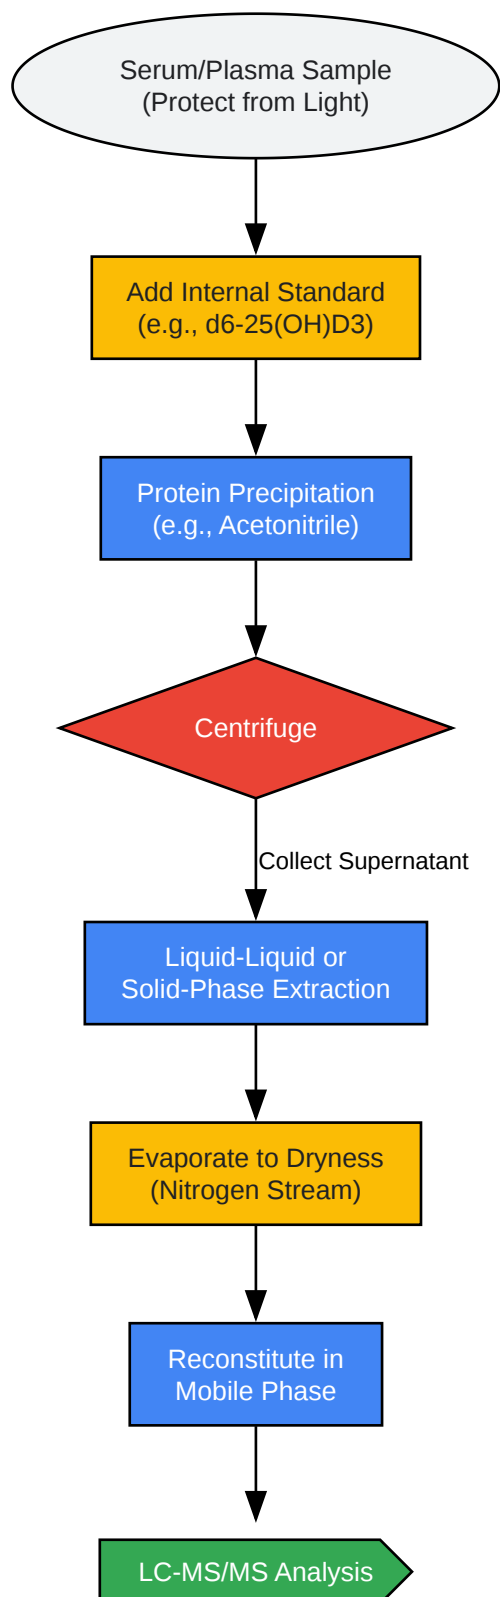 Serum/Plasma Sample
(Protect from Light)
Add Internal Standard
(e.g., d6-25(OH)D3)
Protein Precipitation
(e.g., Acetonitrile)
Centrifuge
Collect Supernatant
Liquid-Liquid or
Solid-Phase Extraction
Evaporate to Dryness
(Nitrogen Stream)
Reconstitute in
Mobile Phase
LC-MS/MS Analysis